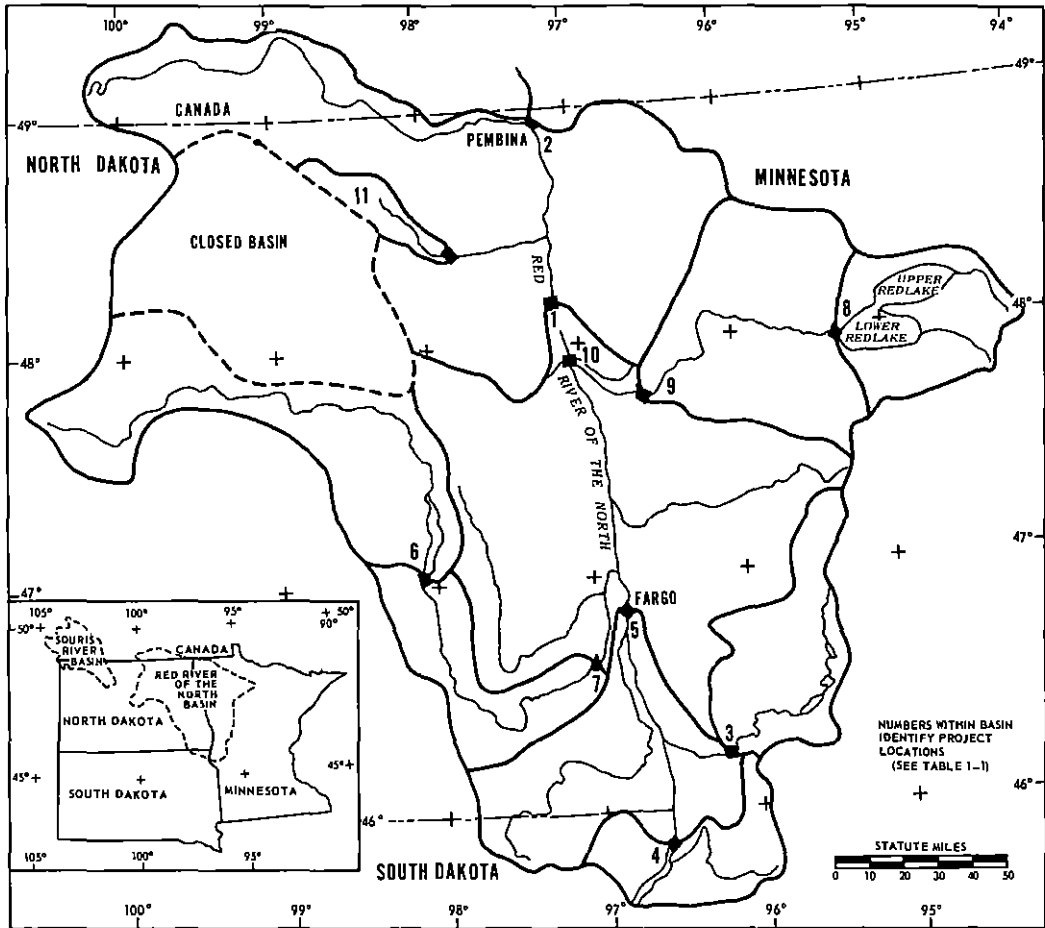 100° 99° 98° 97° 96° 95° 94°
49°
CANADA
49°
PEMBINA
2
NORTH DAKOTA
MINNESOTA
11
CLOSED BASIN
UPPER
REDLAKE
RED
8
48°
1
LOWER
REDLAKE
10
48°
9
RIVER OF THE NORTH
47°
6
FARGO
5
47°
7
3
NUMBERS WITHIN BASIN
IDENTIFY PROJECT
LOCATIONS
(SEE TABLE 1-1)
46°
46°
4
SOUTH DAKOTA
STATUTE MILES
0 10 20 30 40 50
100° 99° 98° 97° 96° 95°
105° 100° 95° 50°
90°
50°
SOURIS
RIVER
BASIN
CANADA
RED RIVER
OF THE
NORTH
BASIN
NORTH DAKOTA
45°
45°
SOUTH DAKOTA
MINNESOTA
105° 100° 95°